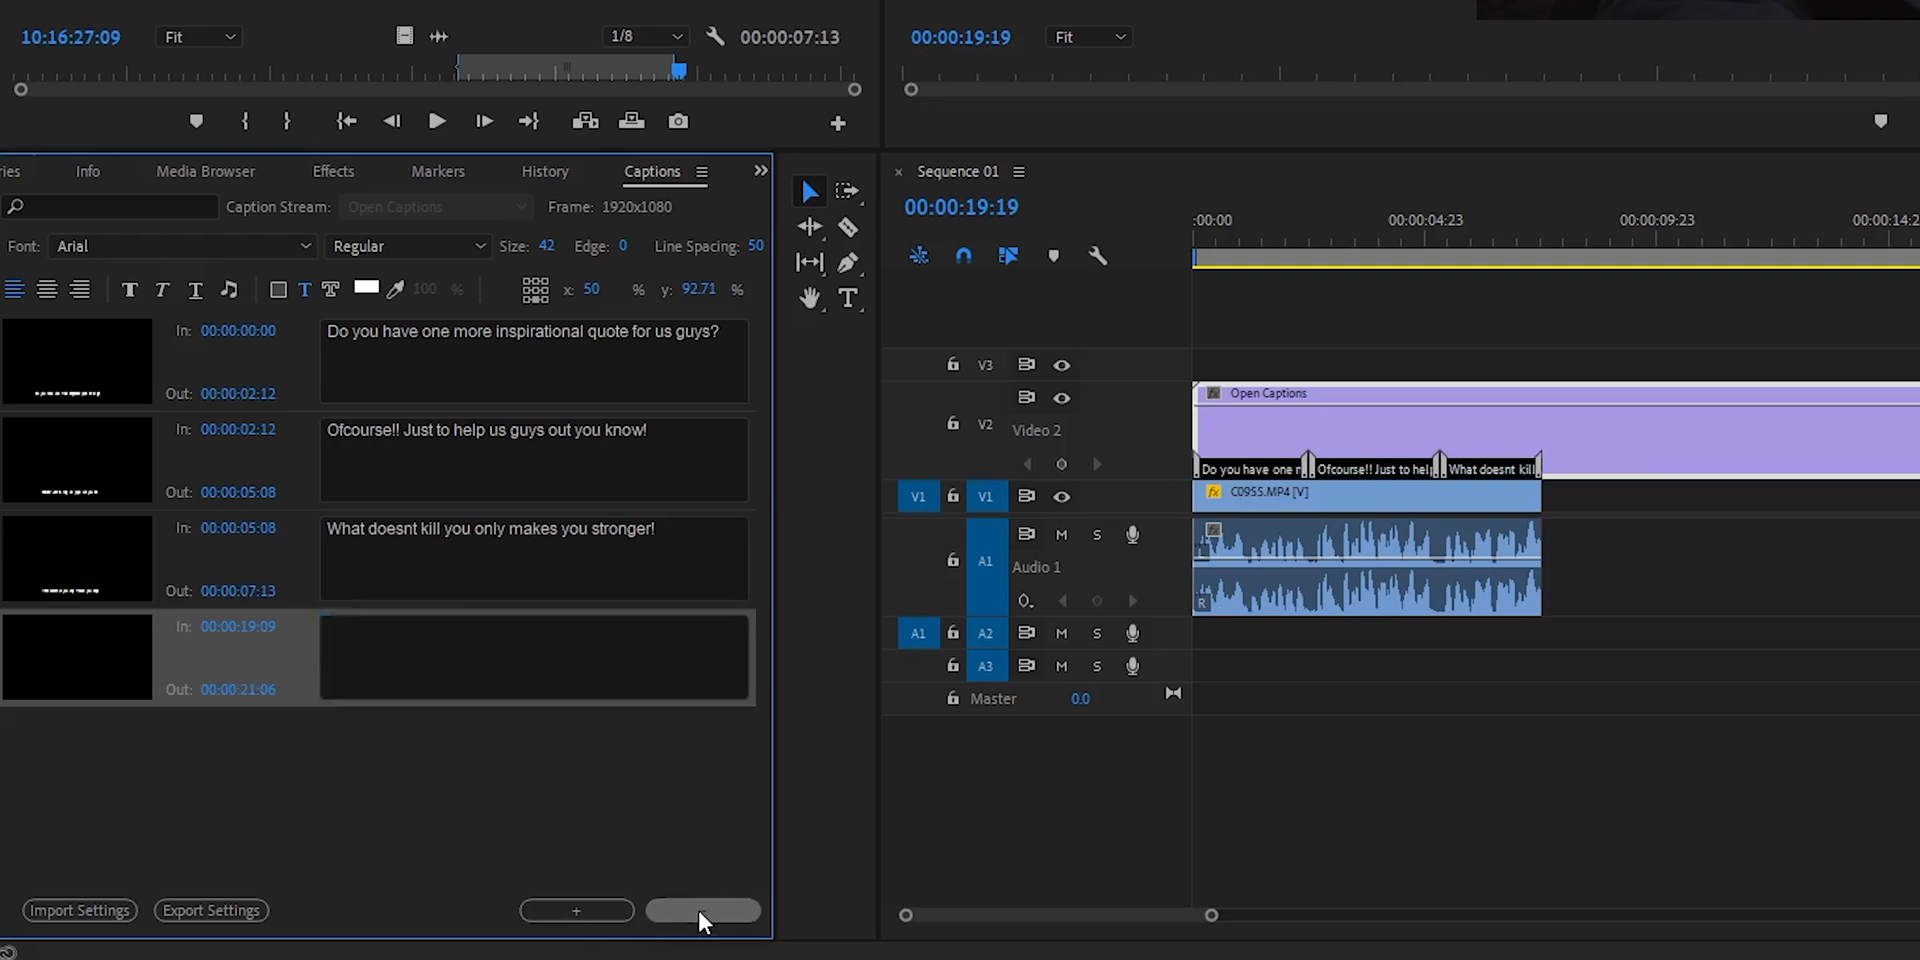 10:16:27:09 Fit 1/8 00:00:07:13
00:00:19:19 Fit
ries Info Media Browser Effects Markers History Captions
Caption Stream: Open Captions Frame: 1920x1080
Font: Arial Regular Size: 42 Edge: 0 Line Spacing: 50
100 % x: 50 % y: 92.71 %
In: 00:00:00:00
Do you have one more inspirational quote for us guys?
Out: 00:00:02:12
In: 00:00:02:12
Ofcourse!! Just to help us guys out you know!
Out: 00:00:05:08
In: 00:00:05:08
What doesnt kill you only makes you stronger!
Out: 00:00:07:13
In: 00:00:19:09
Out: 00:00:21:06
Import Settings Export Settings + -
Sequence 01
00:00:19:19
:00:00 00:00:04:23 00:00:09:23 00:00:14:2
V3
Open Captions
V2 Video 2
Do you have one r Ofcourse!! Just to help What doesnt kill
V1 V1 C0955.MP4 [V]
M S
A1 Audio 1
L
R
A1 A2 M S
A3 M S
Master 0.0